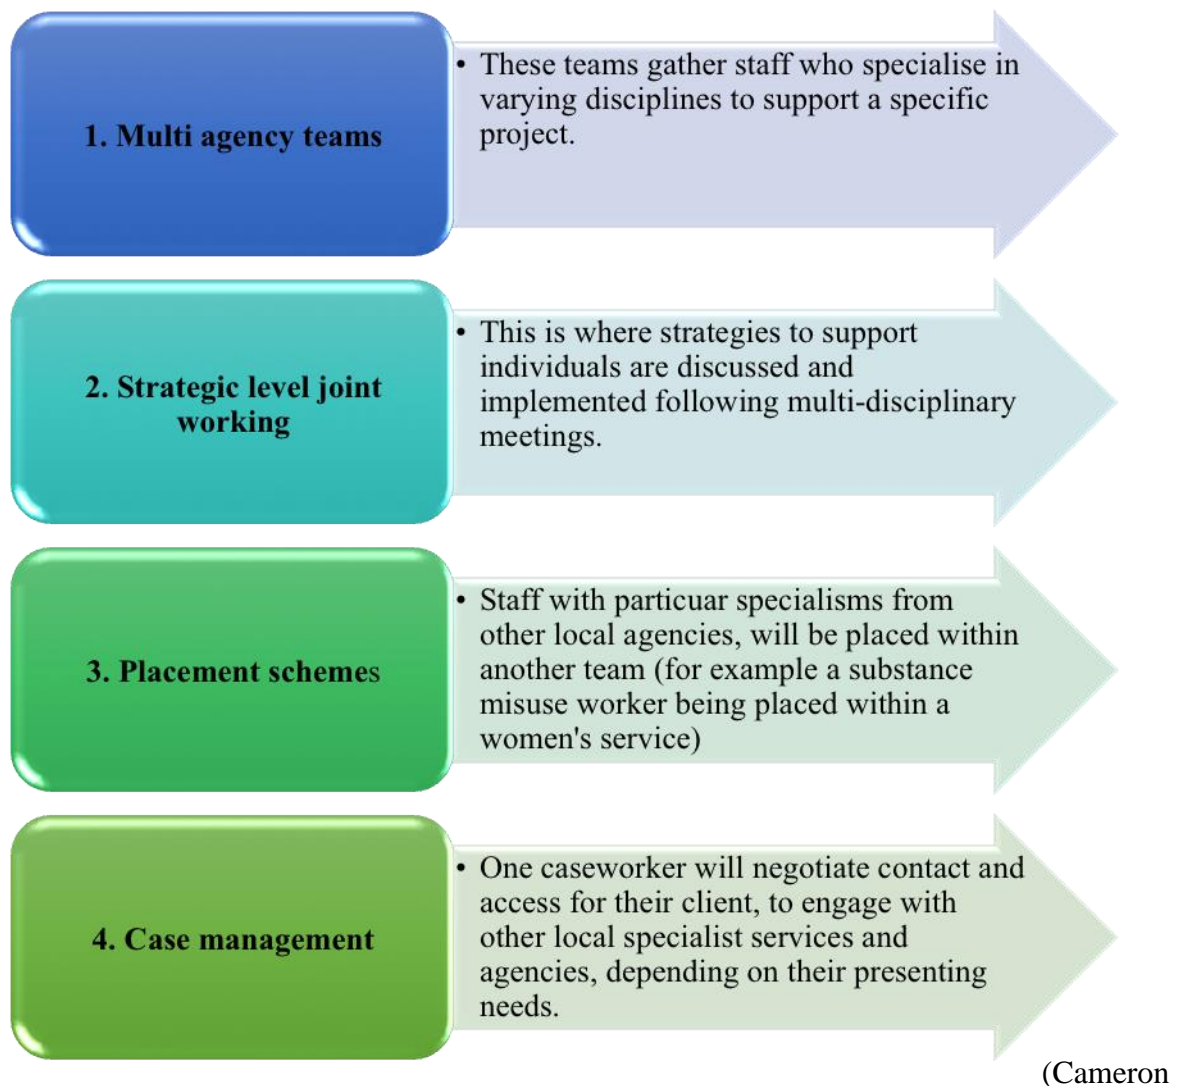 1. Multi agency teams
• These teams gather staff who specialise in
varying disciplines to support a specific
project.
2. Strategic level joint
working
• This is where strategies to support
individuals are discussed and
implemented following multi-disciplinary
meetings.
3. Placement schemes
• Staff with particuar specialisms from
other local agencies, will be placed within
another team (for example a substance
misuse worker being placed within a
women's service)
4. Case management
• One caseworker will negotiate contact and
access for their client, to engage with
other local specialist services and
agencies, depending on their presenting
needs.
(Cameron